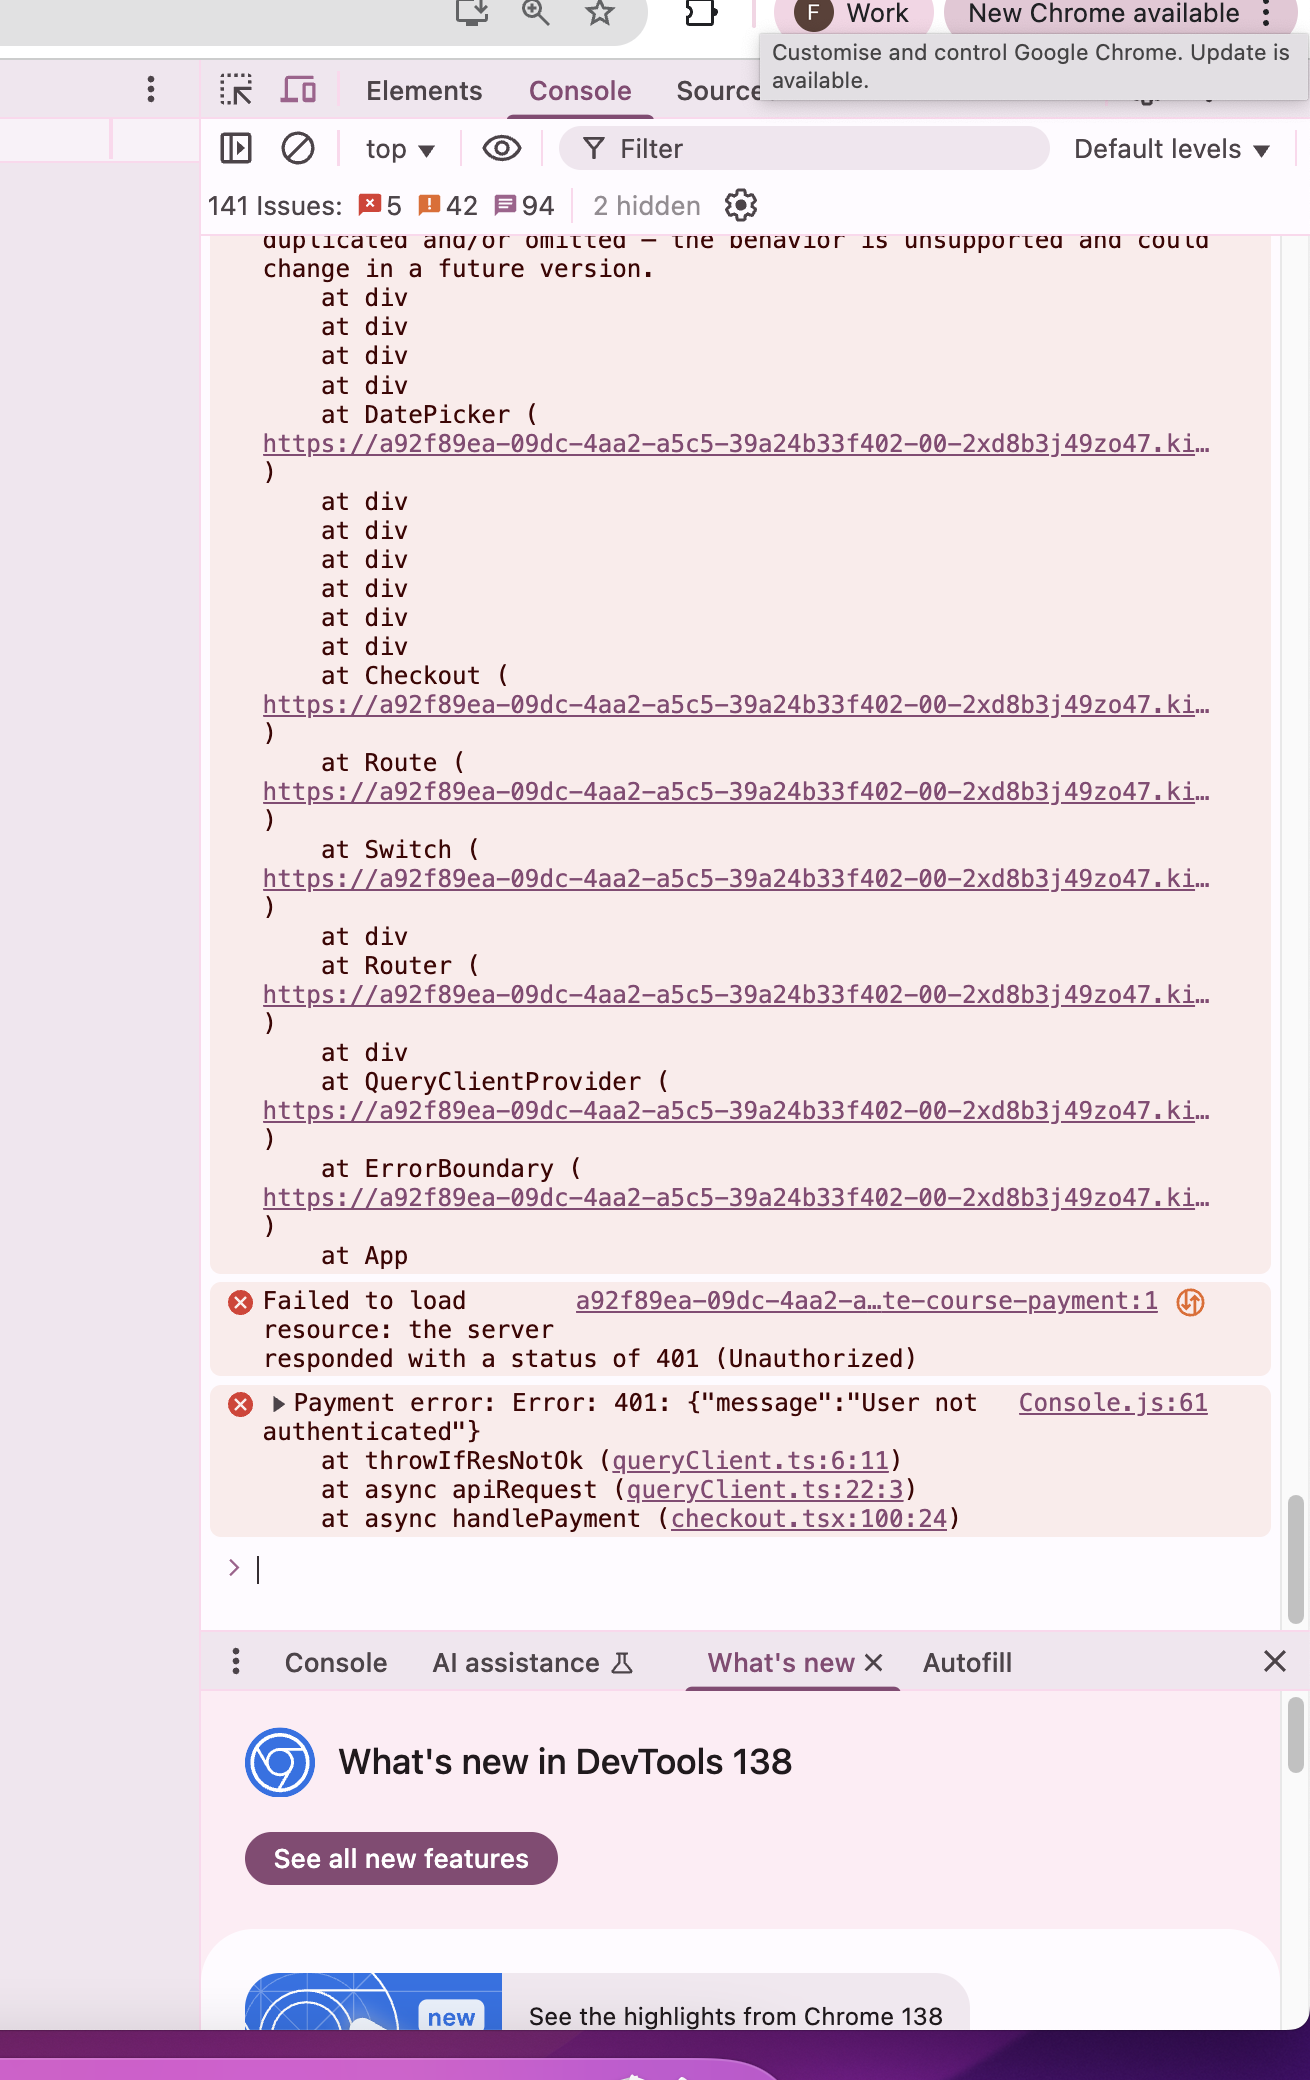 F Work New Chrome available
Customise and control Google Chrome. Update is
available.
Elements Console Source
top Filter Default levels
141 Issues: 5 42 94 2 hidden
duplicated and/or omitted — the behavior is unsupported and could
change in a future version.
at div
at div
at div
at div
at DatePicker (
https://a92f89ea-09dc-4aa2-a5c5-39a24b33f402-00-2xd8b3j49zo47.ki…
)
at div
at div
at div
at div
at div
at div
at Checkout (
https://a92f89ea-09dc-4aa2-a5c5-39a24b33f402-00-2xd8b3j49zo47.ki…
)
at Route (
https://a92f89ea-09dc-4aa2-a5c5-39a24b33f402-00-2xd8b3j49zo47.ki…
)
at Switch (
https://a92f89ea-09dc-4aa2-a5c5-39a24b33f402-00-2xd8b3j49zo47.ki…
)
at div
at Router (
https://a92f89ea-09dc-4aa2-a5c5-39a24b33f402-00-2xd8b3j49zo47.ki…
)
at div
at QueryClientProvider (
https://a92f89ea-09dc-4aa2-a5c5-39a24b33f402-00-2xd8b3j49zo47.ki…
)
at ErrorBoundary (
https://a92f89ea-09dc-4aa2-a5c5-39a24b33f402-00-2xd8b3j49zo47.ki…
)
at App
Failed to load a92f89ea-09dc-4aa2-a…te-course-payment:1
resource: the server
responded with a status of 401 (Unauthorized)
Payment error: Error: 401: {"message":"User not Console.js:61
authenticated"}
at throwIfResNotOk (queryClient.ts:6:11)
at async apiRequest (queryClient.ts:22:3)
at async handlePayment (checkout.tsx:100:24)
Console AI assistance What's new Autofill
What's new in DevTools 138
See all new features
new See the highlights from Chrome 138